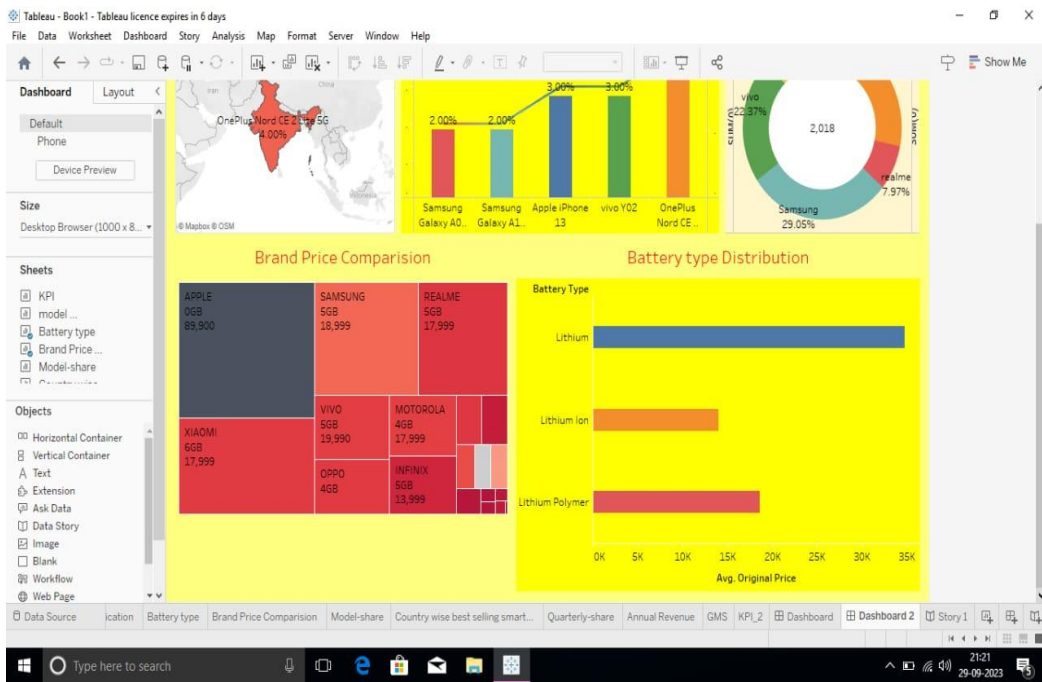 Tableau - Book1 - Tableau licence expires in 6 days
File Data Worksheet Dashboard Story Analysis Map Format Server Window Help
Show Me
Dashboard Layout
Default
Phone
Device Preview
Size
Desktop Browser (1000 x 8...
Sheets
KPI
model ...
Battery type
Brand Price ...
Model-share
Objects
Horizontal Container
Vertical Container
Text
Extension
Ask Data
Data Story
Image
Blank
Workflow
Web Page
Iran
China
OnePlus Nord CE 2 Lite 5G
4.00%
Indonesia
© Mapbox © OSM
2.00% 2.00% 3.00% 3.00%
Samsung Galaxy A0..
Samsung Galaxy A1..
Apple iPhone 13
vivo Y02
OnePlus Nord CE ..
vivo
22.37%
2,018
realme
7.97%
Samsung
29.05%
Brand Price Comparision
APPLE
0GB
89,900
SAMSUNG
5GB
18,999
REALME
5GB
17,999
XIAOMI
6GB
17,999
VIVO
5GB
19,990
MOTOROLA
4GB
17,999
OPPO
4GB
INFINIX
5GB
13,999
Battery type Distribution
Battery Type
Lithium
Lithium Ion
Lithium Polymer
0K 5K 10K 15K 20K 25K 30K 35K
Avg. Original Price
Data Source ication Battery type Brand Price Comparision Model-share Country wise best selling smart... Quarterly-share Annual Revenue GMS KPI_2 Dashboard Dashboard 2 Story 1
Type here to search
21:21
29-09-2023
5